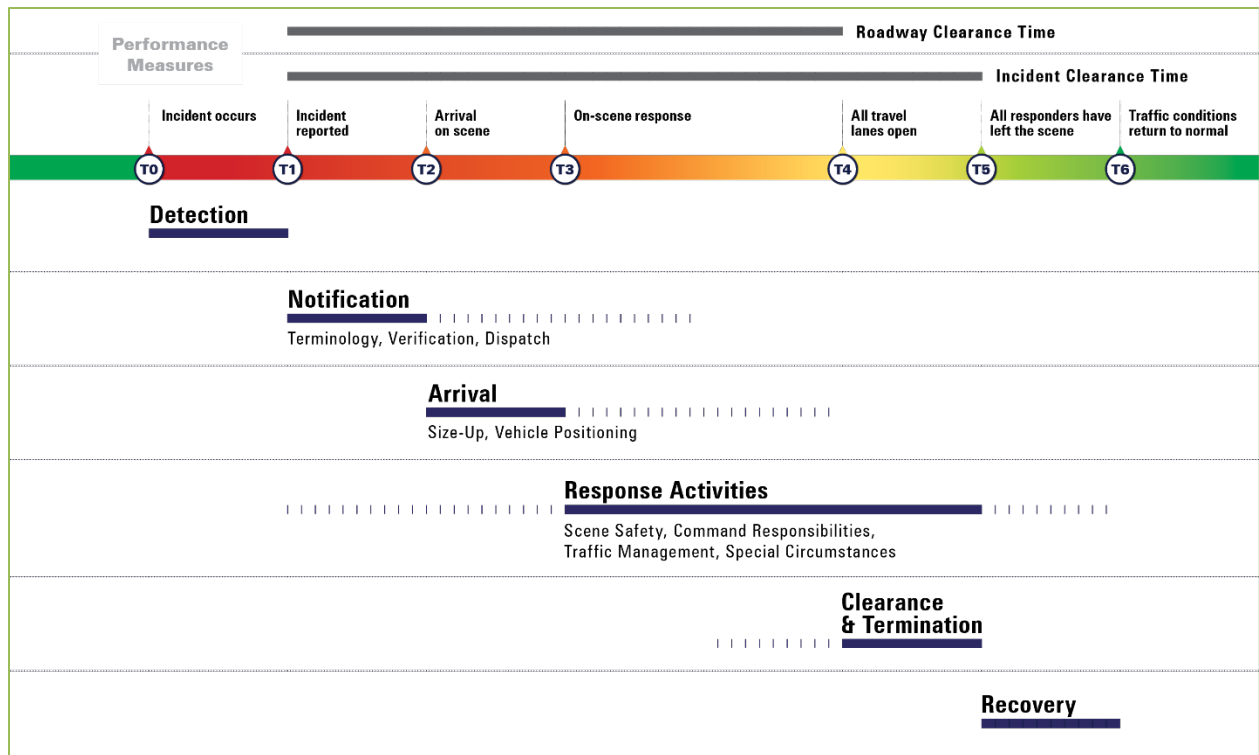 Performance
Measures
Roadway Clearance Time
Incident Clearance Time
Incident occurs
Incident
reported
Arrival
on scene
On-scene response
All travel
lanes open
All responders have
left the scene
Traffic conditions
return to normal
T0
T1
T2
T3
T4
T5
T6
Detection
Notification
Terminology, Verification, Dispatch
Arrival
Size-Up, Vehicle Positioning
Response Activities
Scene Safety, Command Responsibilities,
Traffic Management, Special Circumstances
Clearance
& Termination
Recovery